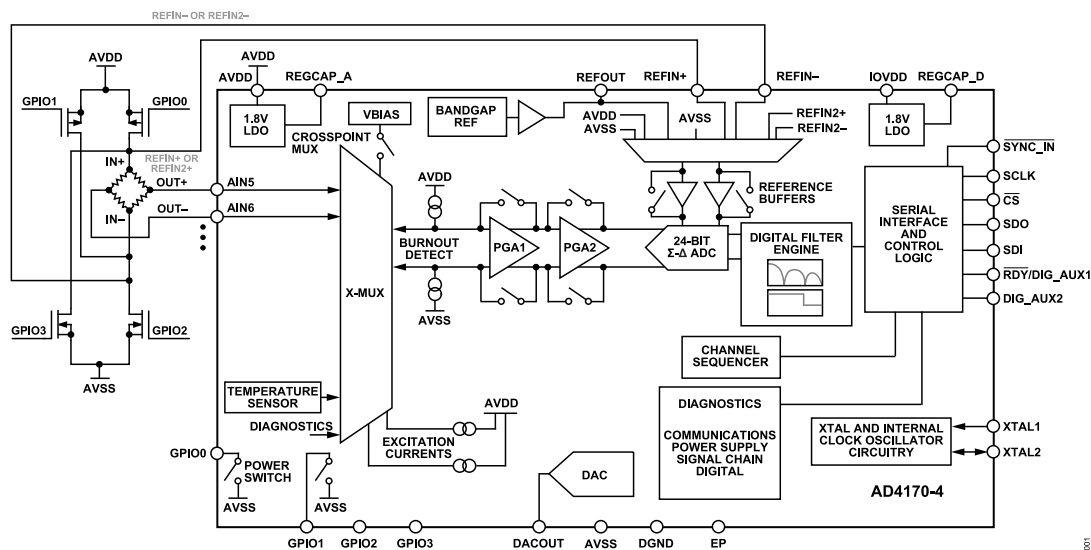 REFIN− OR REFIN2−
AVDD
GPIO1
GPIO0
IN+
REFIN+ OR
REFIN2+
OUT+
OUT−
IN−
GPIO3
GPIO2
AVSS
AVDD
AVDD
REGCAP_A
1.8V
LDO
CROSSPOINT
MUX
VBIAS
AIN5
AIN6
X-MUX
AVDD
BURNOUT
DETECT
AVSS
PGA1
PGA2
BANDGAP
REF
REFOUT
REFIN+
REFIN−
AVDD
AVSS
AVSS
REFIN2+
REFIN2−
REFERENCE
BUFFERS
24-BIT
Σ-Δ ADC
DIGITAL FILTER
ENGINE
IOVDD
REGCAP_D
1.8V
LDO
SERIAL
INTERFACE
AND
CONTROL
LOGIC
SYNC_IN
SCLK
CS
SDO
SDI
RDY/DIG_AUX1
DIG_AUX2
CHANNEL
SEQUENCER
DIAGNOSTICS
COMMUNICATIONS
POWER SUPPLY
SIGNAL CHAIN
DIGITAL
XTAL AND INTERNAL
CLOCK OSCILLATOR
CIRCUITRY
XTAL1
XTAL2
AD4170-4
TEMPERATURE
SENSOR
DIAGNOSTICS
AVDD
EXCITATION
CURRENTS
GPIO0
POWER
SWITCH
AVSS
AVSS
DAC
GPIO1
GPIO2
GPIO3
DACOUT
AVSS
DGND
EP
001